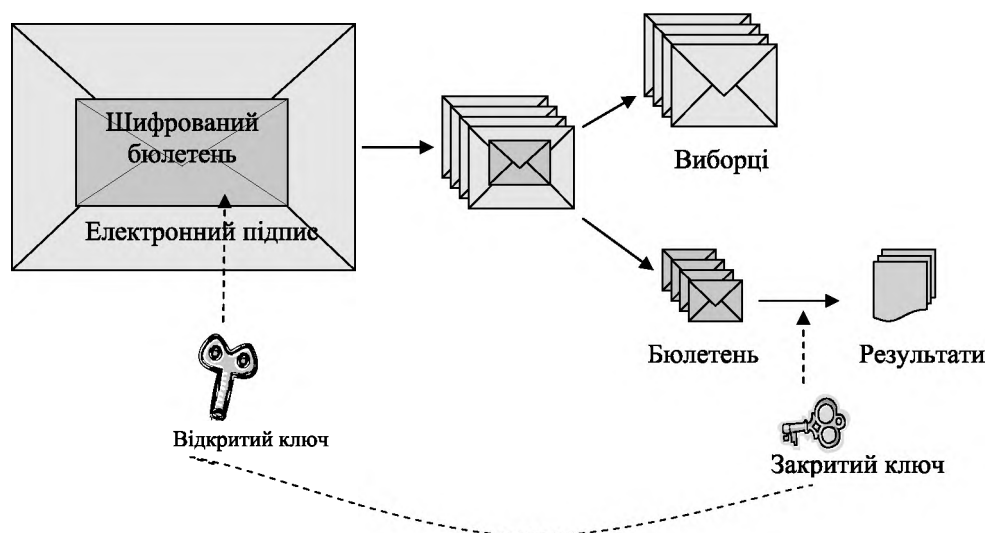 Шифрований
бюлетень
Електронний підпис
Виборці
Бюлетень
Результати
Відкритий ключ
Закритий ключ